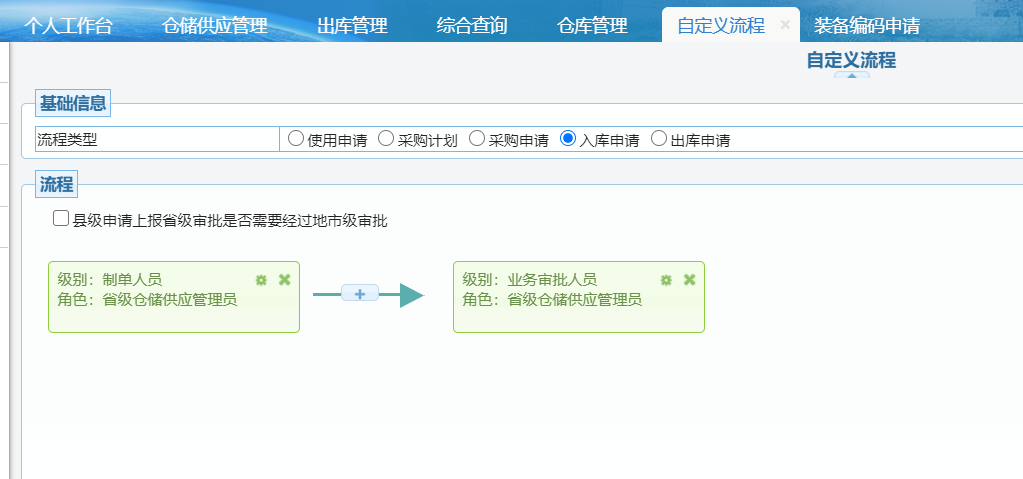 个人工作台 仓储供应管理 出库管理 综合查询 仓库管理 自定义流程 装备编码申请
自定义流程
基础信息
流程类型 使用申请 采购计划 采购申请 入库申请 出库申请
流程
县级申请上报省级审批是否需要经过地市级审批
级别：制单人员
角色：省级仓储供应管理员
级别：业务审批人员
角色：省级仓储供应管理员